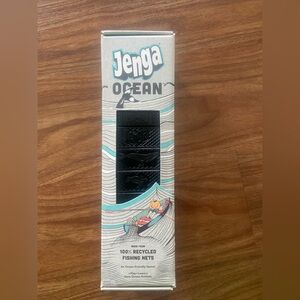 Jenga
OCEAN
MADE FROM
100% RECYCLED
FISHING NETS